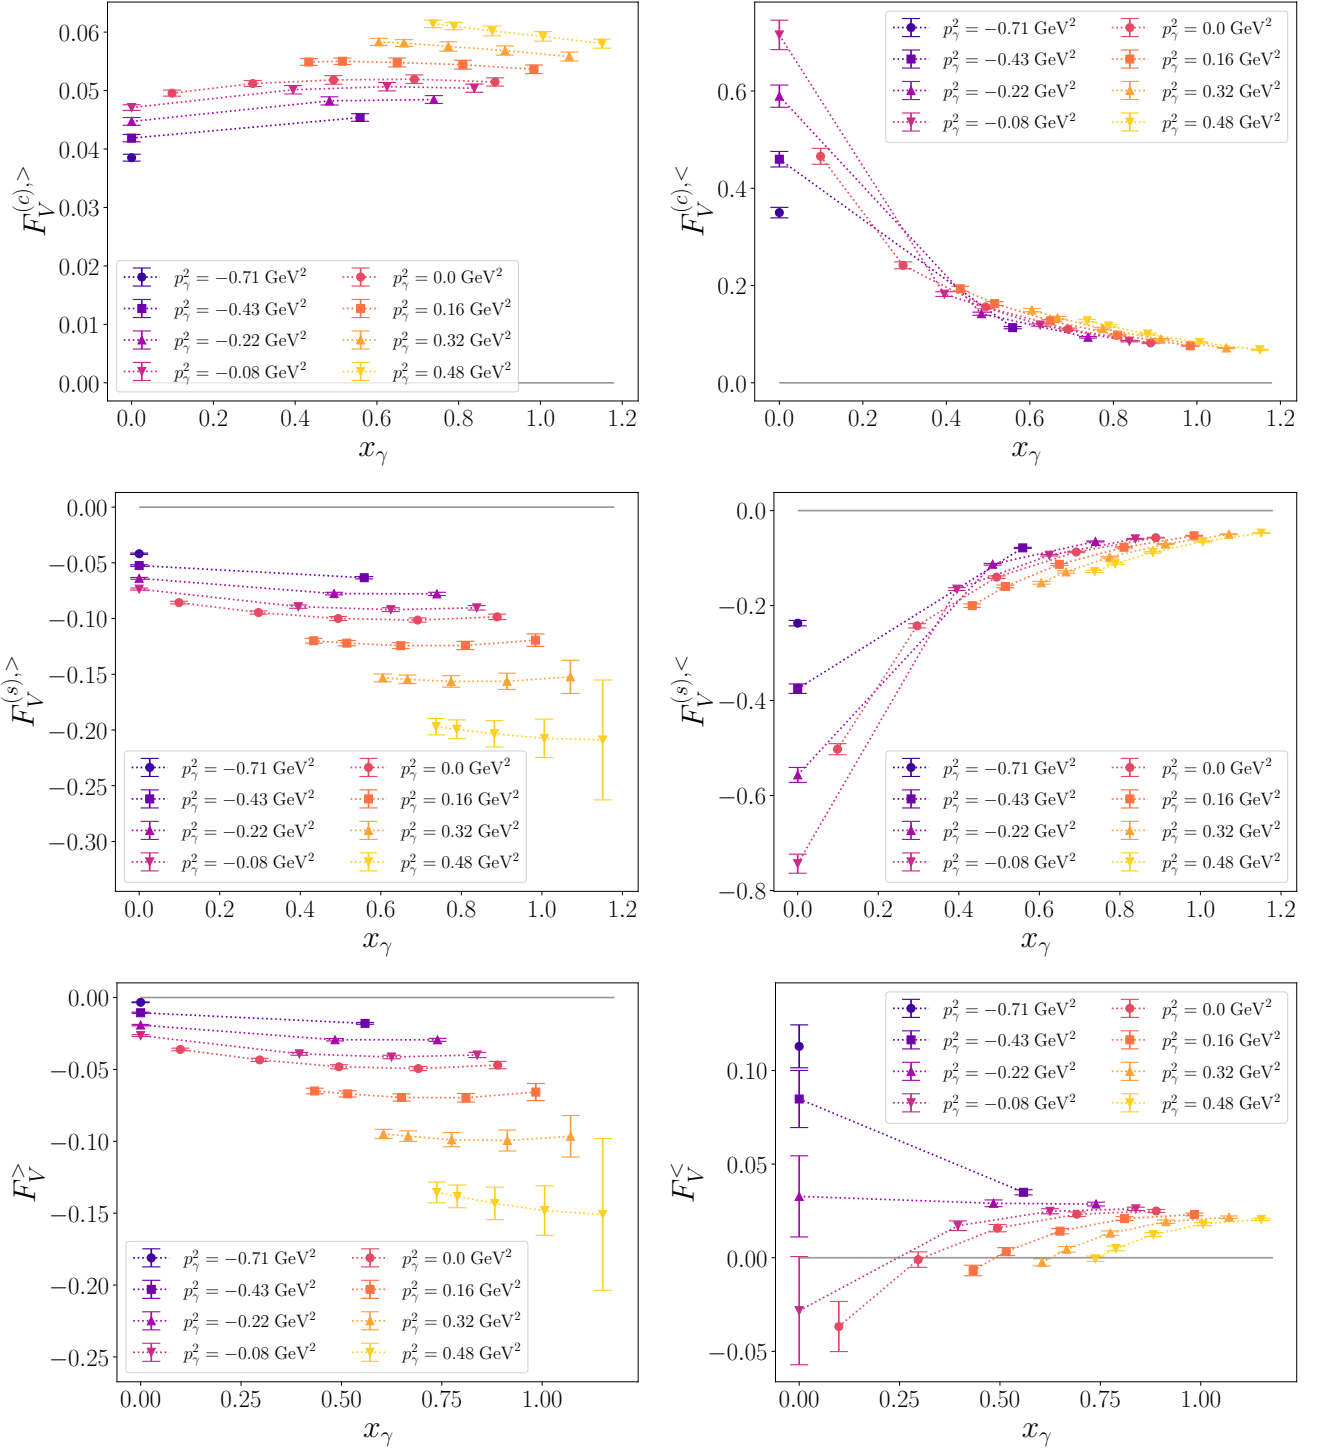 0.06
0.05
0.04
0.03
0.02
0.01
0.00
F_V^{(c),>}
p_γ^2 = −0.71 GeV^2
p_γ^2 = −0.43 GeV^2
p_γ^2 = −0.22 GeV^2
p_γ^2 = −0.08 GeV^2
p_γ^2 = 0.0 GeV^2
p_γ^2 = 0.16 GeV^2
p_γ^2 = 0.32 GeV^2
p_γ^2 = 0.48 GeV^2
0.0 0.2 0.4 0.6 0.8 1.0 1.2
x_γ
0.6
0.4
0.2
0.0
F_V^{(c),<}
p_γ^2 = −0.71 GeV^2
p_γ^2 = −0.43 GeV^2
p_γ^2 = −0.22 GeV^2
p_γ^2 = −0.08 GeV^2
p_γ^2 = 0.0 GeV^2
p_γ^2 = 0.16 GeV^2
p_γ^2 = 0.32 GeV^2
p_γ^2 = 0.48 GeV^2
0.0 0.2 0.4 0.6 0.8 1.0 1.2
x_γ
0.00
−0.05
−0.10
−0.15
−0.20
−0.25
−0.30
F_V^{(s),>}
p_γ^2 = −0.71 GeV^2
p_γ^2 = −0.43 GeV^2
p_γ^2 = −0.22 GeV^2
p_γ^2 = −0.08 GeV^2
p_γ^2 = 0.0 GeV^2
p_γ^2 = 0.16 GeV^2
p_γ^2 = 0.32 GeV^2
p_γ^2 = 0.48 GeV^2
0.0 0.2 0.4 0.6 0.8 1.0 1.2
x_γ
0.0
−0.2
−0.4
−0.6
−0.8
F_V^{(s),<}
p_γ^2 = −0.71 GeV^2
p_γ^2 = −0.43 GeV^2
p_γ^2 = −0.22 GeV^2
p_γ^2 = −0.08 GeV^2
p_γ^2 = 0.0 GeV^2
p_γ^2 = 0.16 GeV^2
p_γ^2 = 0.32 GeV^2
p_γ^2 = 0.48 GeV^2
0.0 0.2 0.4 0.6 0.8 1.0 1.2
x_γ
0.00
−0.05
−0.10
−0.15
−0.20
−0.25
F_V^>
p_γ^2 = −0.71 GeV^2
p_γ^2 = −0.43 GeV^2
p_γ^2 = −0.22 GeV^2
p_γ^2 = −0.08 GeV^2
p_γ^2 = 0.0 GeV^2
p_γ^2 = 0.16 GeV^2
p_γ^2 = 0.32 GeV^2
p_γ^2 = 0.48 GeV^2
0.00 0.25 0.50 0.75 1.00
x_γ
0.10
0.05
0.00
−0.05
F_V^<
p_γ^2 = −0.71 GeV^2
p_γ^2 = −0.43 GeV^2
p_γ^2 = −0.22 GeV^2
p_γ^2 = −0.08 GeV^2
p_γ^2 = 0.0 GeV^2
p_γ^2 = 0.16 GeV^2
p_γ^2 = 0.32 GeV^2
p_γ^2 = 0.48 GeV^2
0.00 0.25 0.50 0.75 1.00
x_γ